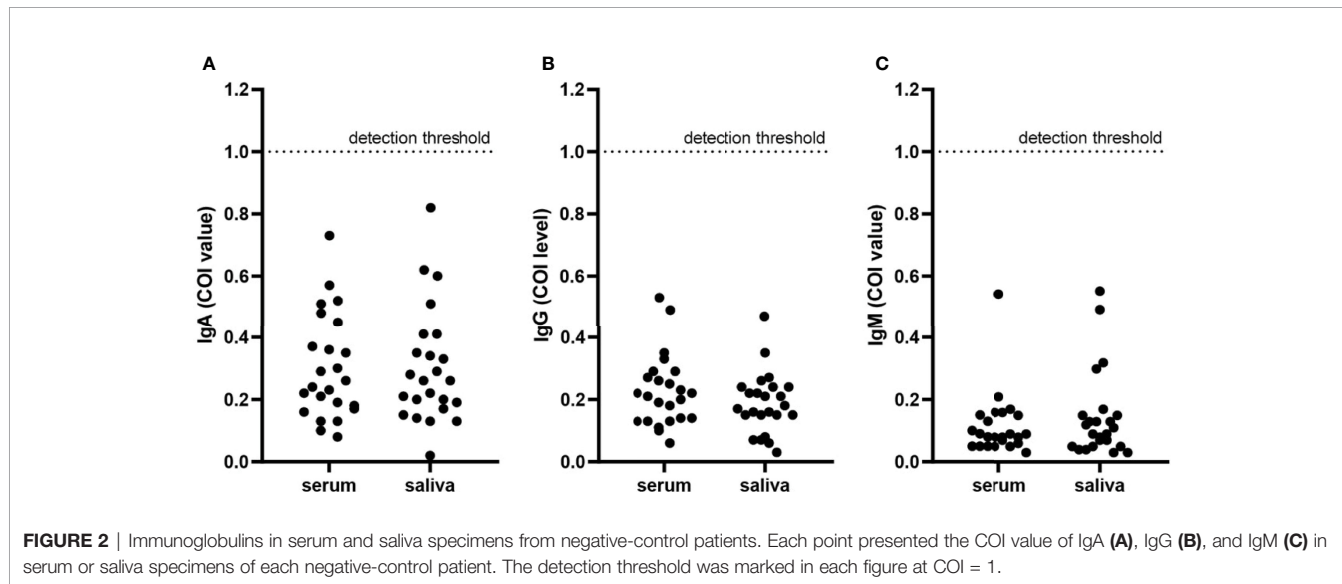 A
B
C
1.2
1.0
0.8
0.6
0.4
0.2
0.0
IgA (COI value)
detection threshold
serum
saliva
1.2
1.0
0.8
0.6
0.4
0.2
0.0
IgG (COI level)
detection threshold
serum
saliva
1.2
1.0
0.8
0.6
0.4
0.2
0.0
IgM (COI value)
detection threshold
serum
saliva
FIGURE 2 | Immunoglobulins in serum and saliva specimens from negative-control patients. Each point presented the COI value of IgA (A), IgG (B), and IgM (C) in
serum or saliva specimens of each negative-control patient. The detection threshold was marked in each figure at COI = 1.